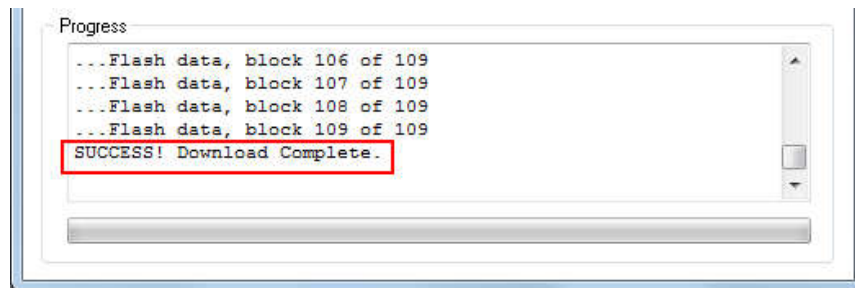 Progress
...Flash data, block 106 of 109
...Flash data, block 107 of 109
...Flash data, block 108 of 109
...Flash data, block 109 of 109
SUCCESS! Download Complete.